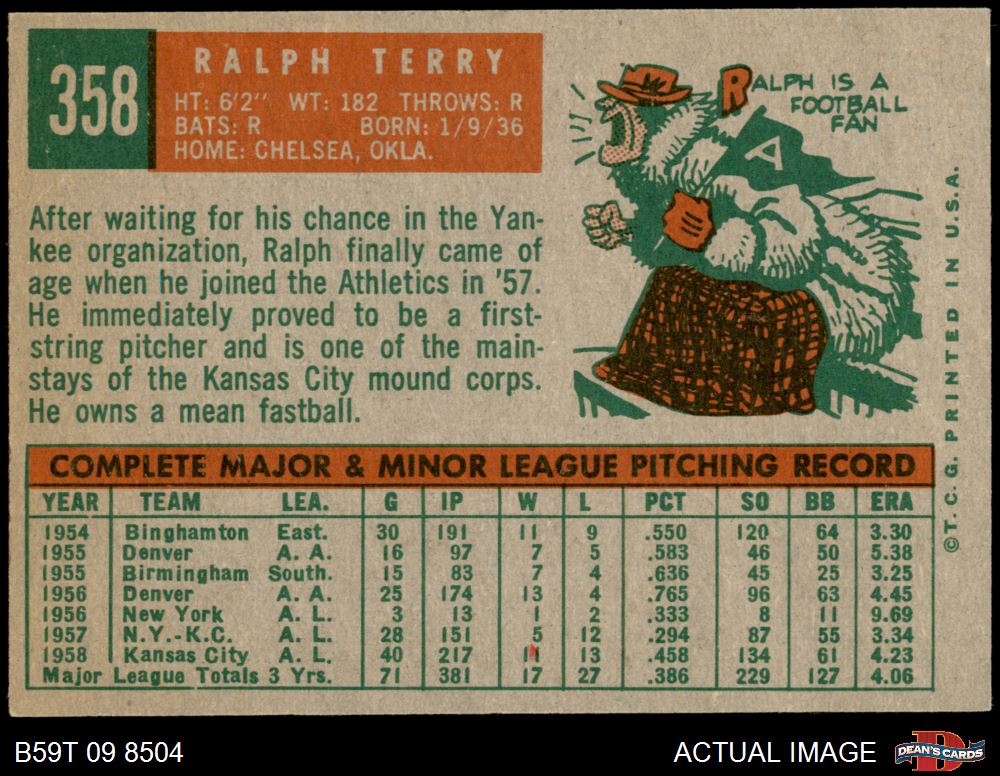 358
RALPH TERRY
HT: 6'2" WT: 182 THROWS: R
BATS: R BORN: 1/9/36
HOME: CHELSEA, OKLA.
RALPH IS A
FOOTBALL
FAN
A
After waiting for his chance in the Yan-
kee organization, Ralph finally came of
age when he joined the Athletics in '57.
He immediately proved to be a first-
string pitcher and is one of the main-
stays of the Kansas City mound corps.
He owns a mean fastball.
©T.C.G. PRINTED IN U.S.A.
COMPLETE MAJOR & MINOR LEAGUE PITCHING RECORD
YEAR TEAM LEA. G IP W L PCT SO BB ERA
1954 Binghamton East. 30 191 11 9 .550 120 64 3.30
1955 Denver A. A. 16 97 7 5 .583 46 50 5.38
1955 Birmingham South. 15 83 7 4 .636 45 25 3.25
1956 Denver A. A. 25 174 13 4 .765 96 63 4.45
1956 New York A. L. 3 13 1 2 .333 8 11 9.69
1957 N.Y.-K.C. A. L. 28 151 5 12 .294 87 55 3.34
1958 Kansas City A. L. 40 217 11 13 .458 134 61 4.23
Major League Totals 3 Yrs. 71 381 17 27 .386 229 127 4.06
B59T 09 8504
ACTUAL IMAGE
D
DEAN'S CARDS